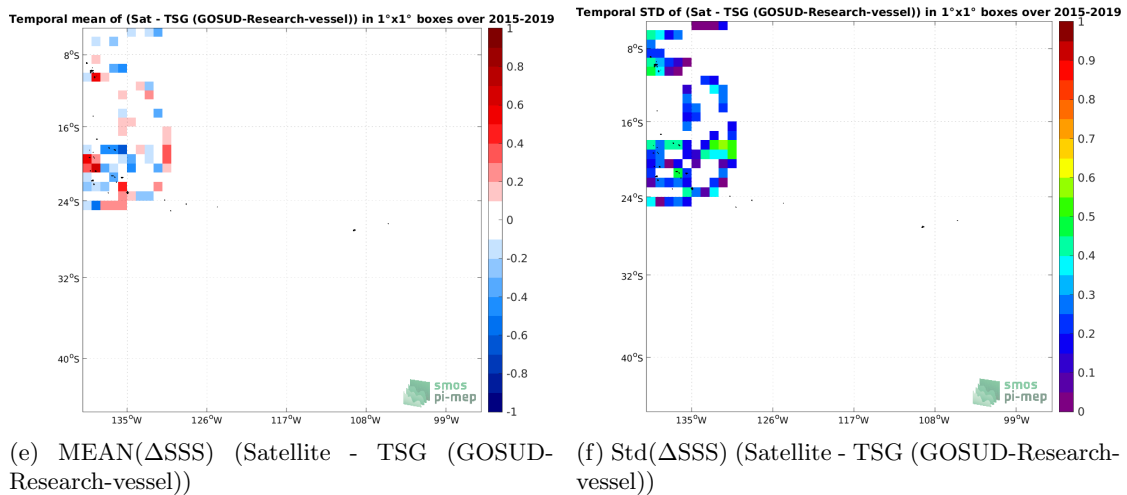 Temporal mean of (Sat - TSG (GOSUD-Research-vessel)) in 1°x1° boxes over 2015-2019
8°S
16°S
24°S
32°S
40°S
135°W 126°W 117°W 108°W 99°W
1
0.8
0.6
0.4
0.2
0
-0.2
-0.4
-0.6
-0.8
-1
smos
pi-mep
(e) MEAN(ΔSSS) (Satellite - TSG (GOSUD-
Research-vessel))
Temporal STD of (Sat - TSG (GOSUD-Research-vessel)) in 1°x1° boxes over 2015-2019
8°S
16°S
24°S
32°S
40°S
135°W 126°W 117°W 108°W 99°W
1
0.9
0.8
0.7
0.6
0.5
0.4
0.3
0.2
0.1
0
smos
pi-mep
(f) Std(ΔSSS) (Satellite - TSG (GOSUD-Research-
vessel))